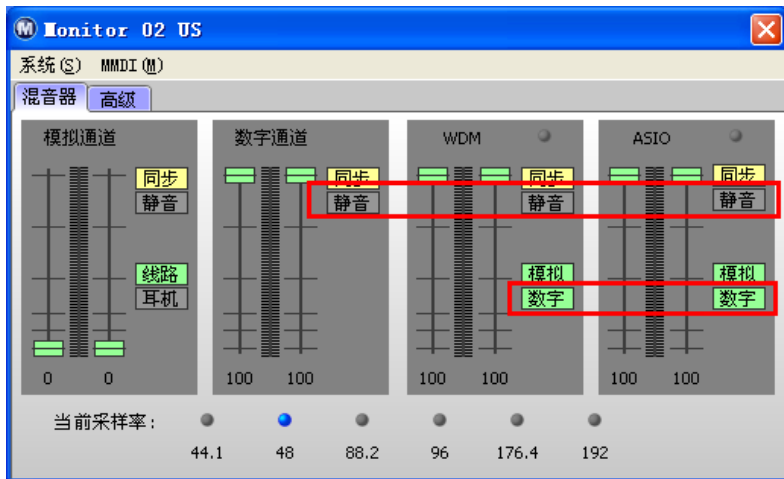 Monitor 02 US
系统(S) MMDI(M)
混音器 高级
模拟通道 数字通道 WDM ASIO
同步 同步 同步 同步
静音 静音 静音 静音
线路 模拟 模拟
耳机 数字 数字
0 0 100 100 100 100 100 100
当前采样率:
44.1 48 88.2 96 176.4 192